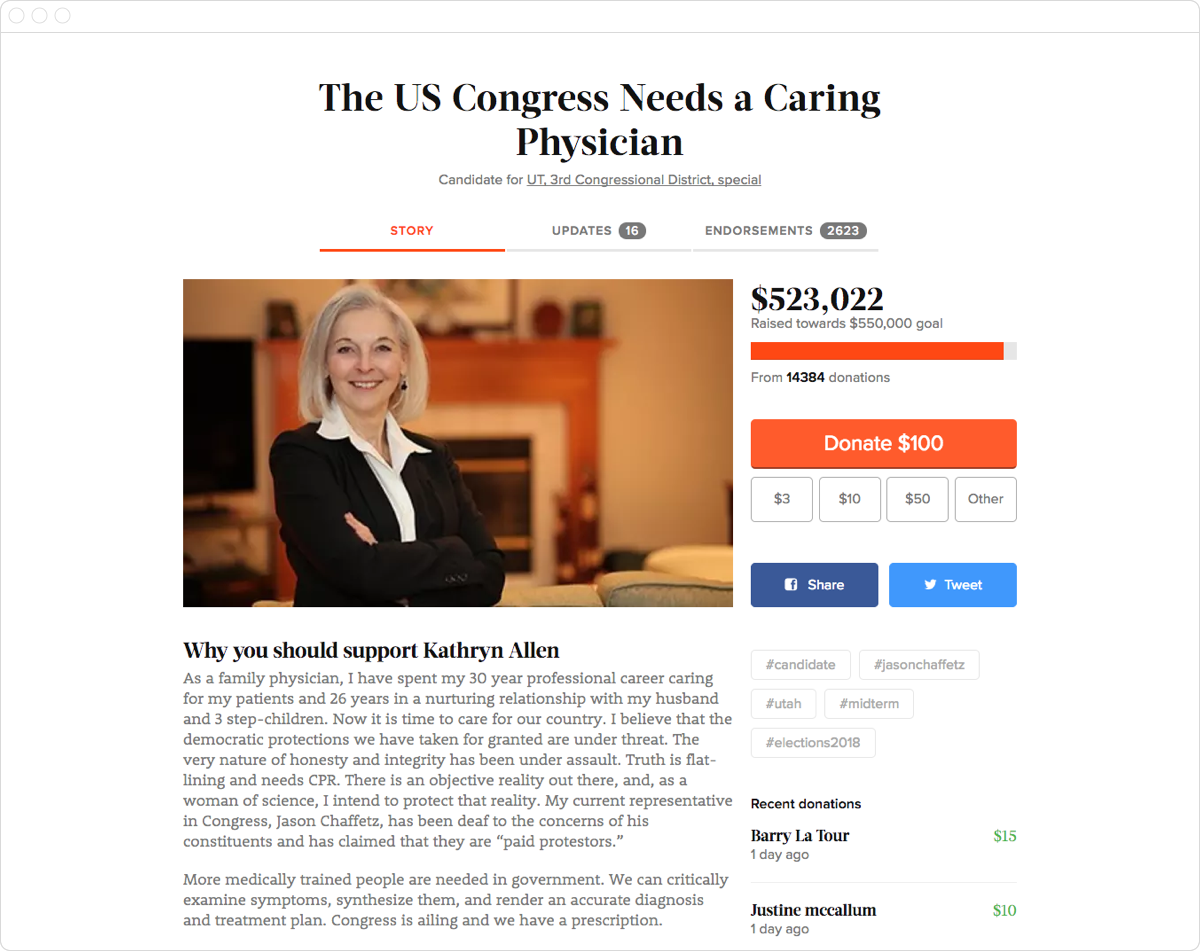 The US Congress Needs a Caring
Physician
Candidate for UT, 3rd Congressional District, special
STORY
UPDATES 16
ENDORSEMENTS 2623
$523,022
Raised towards $550,000 goal
From 14384 donations
Donate $100
$3
$10
$50
Other
Share
Tweet
Why you should support Kathryn Allen
As a family physician, I have spent my 30 year professional career caring
for my patients and 26 years in a nurturing relationship with my husband
and 3 step-children. Now it is time to care for our country. I believe that the
democratic protections we have taken for granted are under threat. The
very nature of honesty and integrity has been under assault. Truth is flat-
lining and needs CPR. There is an objective reality out there, and, as a
woman of science, I intend to protect that reality. My current representative
in Congress, Jason Chaffetz, has been deaf to the concerns of his
constituents and has claimed that they are “paid protestors.”
More medically trained people are needed in government. We can critically
examine symptoms, synthesize them, and render an accurate diagnosis
and treatment plan. Congress is ailing and we have a prescription.
#candidate
#jasonchaffetz
#utah
#midterm
#elections2018
Recent donations
Barry La Tour $15
1 day ago
Justine mccallum $10
1 day ago